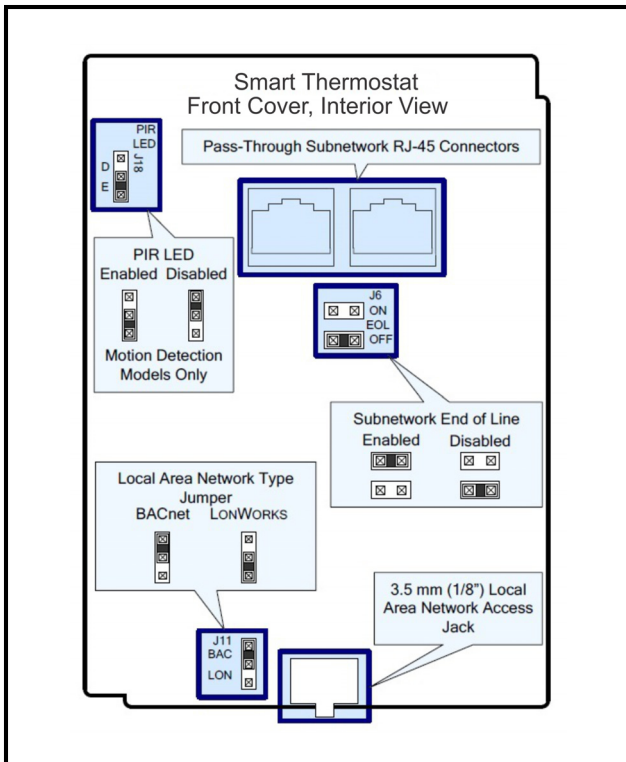 Smart Thermostat
Front Cover, Interior View
PIR
LED
J18
D
E
Pass-Through Subnetwork RJ-45 Connectors
PIR LED
Enabled Disabled
Motion Detection
Models Only
J6
ON
EOL
OFF
Subnetwork End of Line
Enabled Disabled
Local Area Network Type
Jumper
BACnet LONWORKS
3.5 mm (1/8”) Local
Area Network Access
Jack
J11
BAC
LON